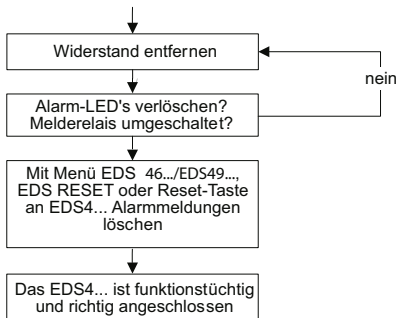 Widerstand entfernen
nein
Alarm-LED's verlöschen?
Melderelais umgeschaltet?
Mit Menü EDS 46.../EDS49...,
EDS RESET oder Reset-Taste
an EDS4... Alarmmeldungen
löschen
Das EDS4... ist funktionstüchtig
und richtig angeschlossen